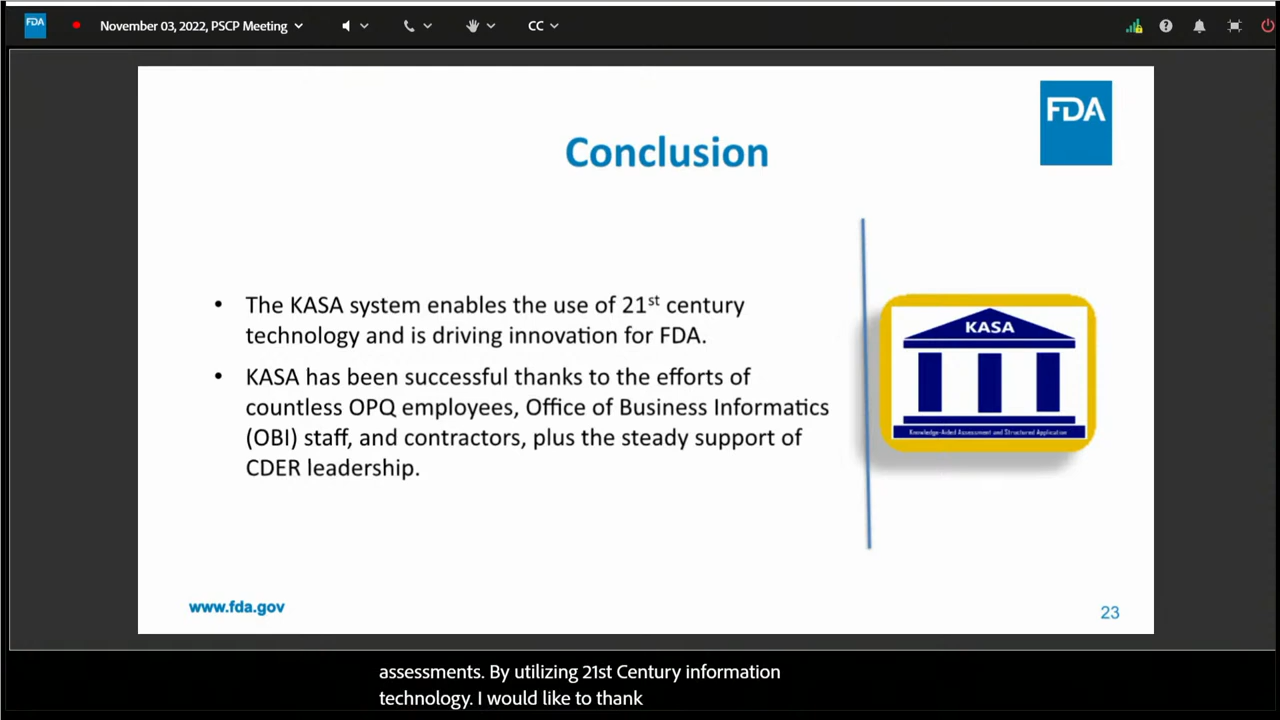 FDA
November 03, 2022, PSCP Meeting
CC
FDA
Conclusion
• The KASA system enables the use of 21st century
technology and is driving innovation for FDA.
• KASA has been successful thanks to the efforts of
countless OPQ employees, Office of Business Informatics
(OBI) staff, and contractors, plus the steady support of
CDER leadership.
KASA
Knowledge-Aided Assessment and Structured Application
www.fda.gov
23
assessments. By utilizing 21st Century information
technology. I would like to thank